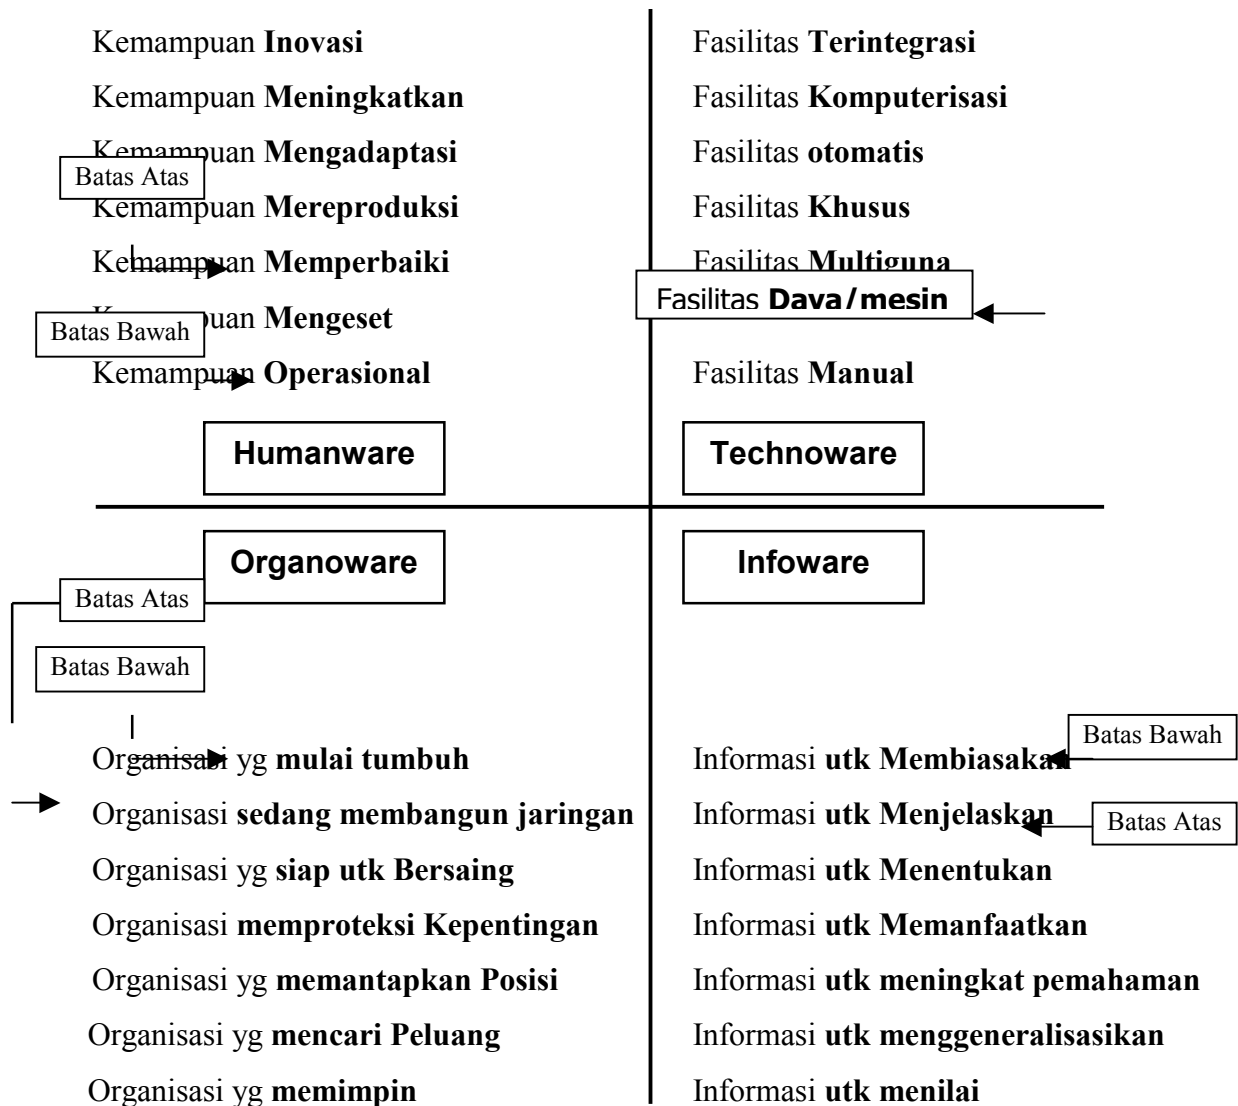 Kemampuan Inovasi
Kemampuan Meningkatkan
Kemampuan Mengadaptasi
Batas Atas
Kemampuan Mereproduksi
Kemampuan Memperbaiki
Kemampuan Mengeset
Batas Bawah
Kemampuan Operasional
Humanware
Fasilitas Terintegrasi
Fasilitas Komputerisasi
Fasilitas otomatis
Fasilitas Khusus
Fasilitas Multiguna
Fasilitas Daya/mesin
Fasilitas Manual
Technoware
Organoware
Batas Atas
Batas Bawah
Organisasi yg mulai tumbuh
Organisasi sedang membangun jaringan
Organisasi yg siap utk Bersaing
Organisasi memproteksi Kepentingan
Organisasi yg memantapkan Posisi
Organisasi yg mencari Peluang
Organisasi yg memimpin
Infoware
Batas Bawah
Informasi utk Membiasakan
Informasi utk Menjelaskan
Batas Atas
Informasi utk Menentukan
Informasi utk Memanfaatkan
Informasi utk meningkat pemahaman
Informasi utk menggeneralisasikan
Informasi utk menilai